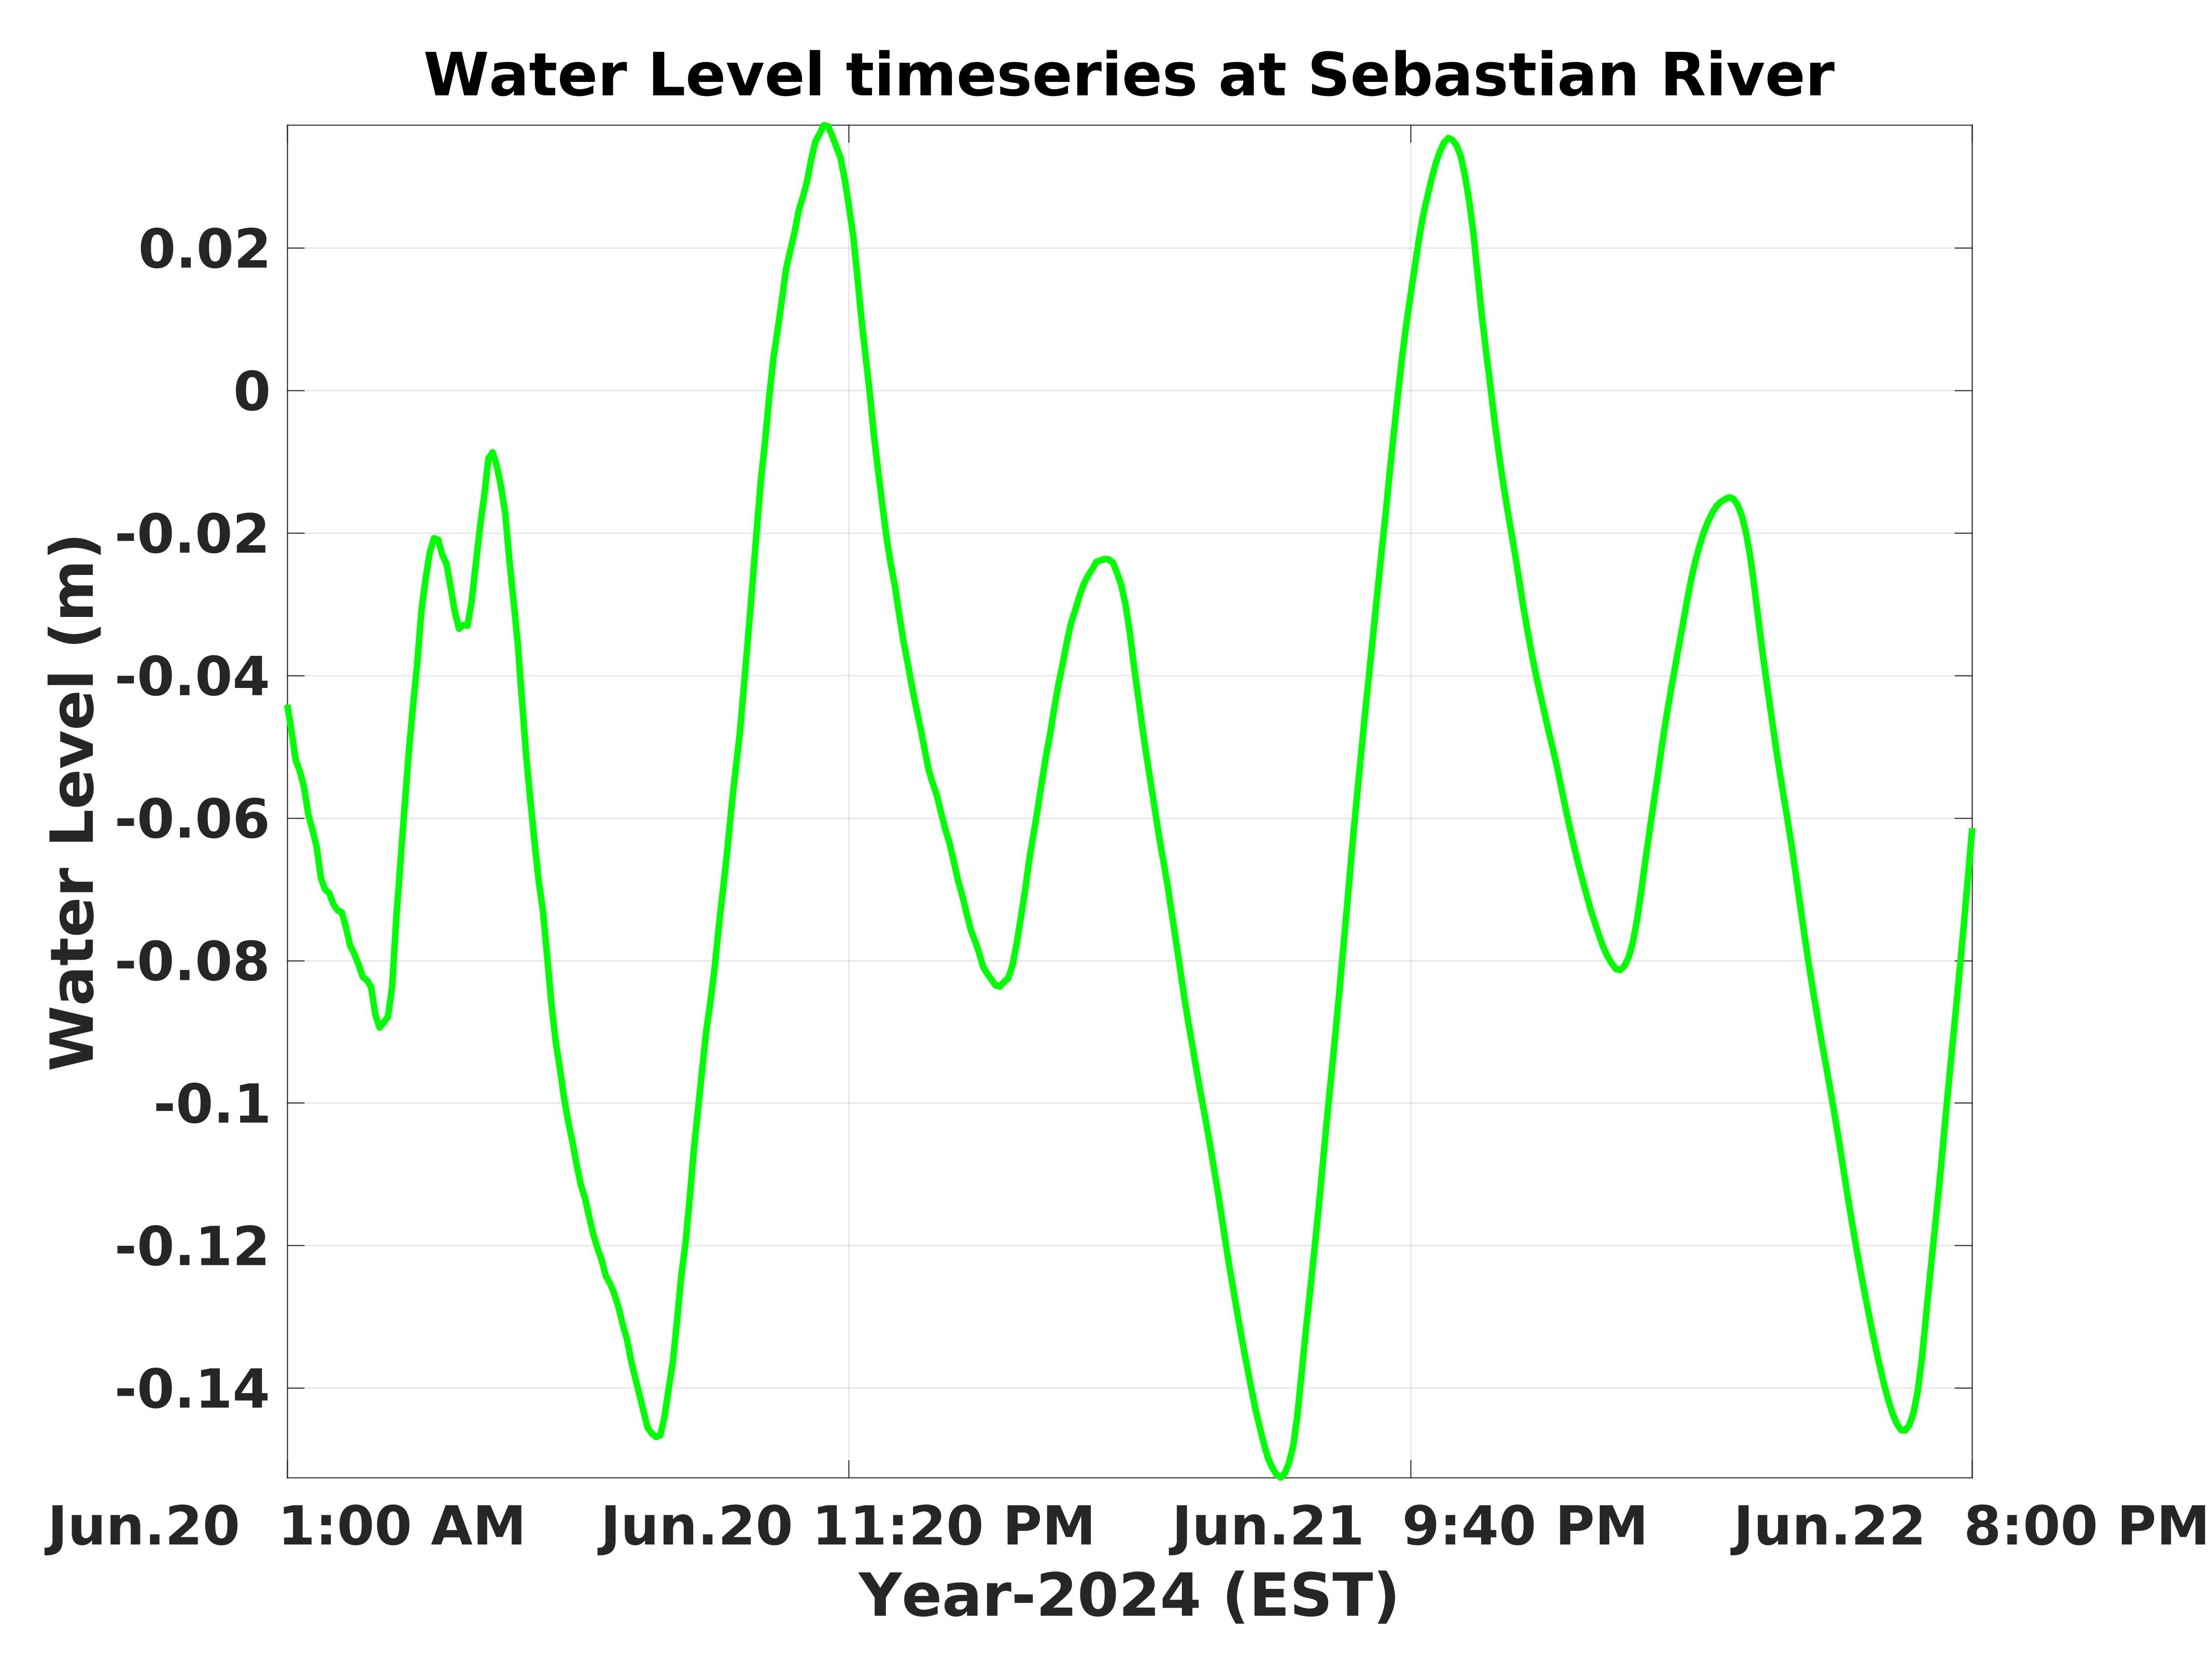 Water Level timeseries at Sebastian River
Water Level (m)
0.02
0
-0.02
-0.04
-0.06
-0.08
-0.1
-0.12
-0.14
Jun.20 1:00 AM
Jun.20 11:20 PM
Jun.21 9:40 PM
Jun.22 8:00 PM
Year-2024 (EST)